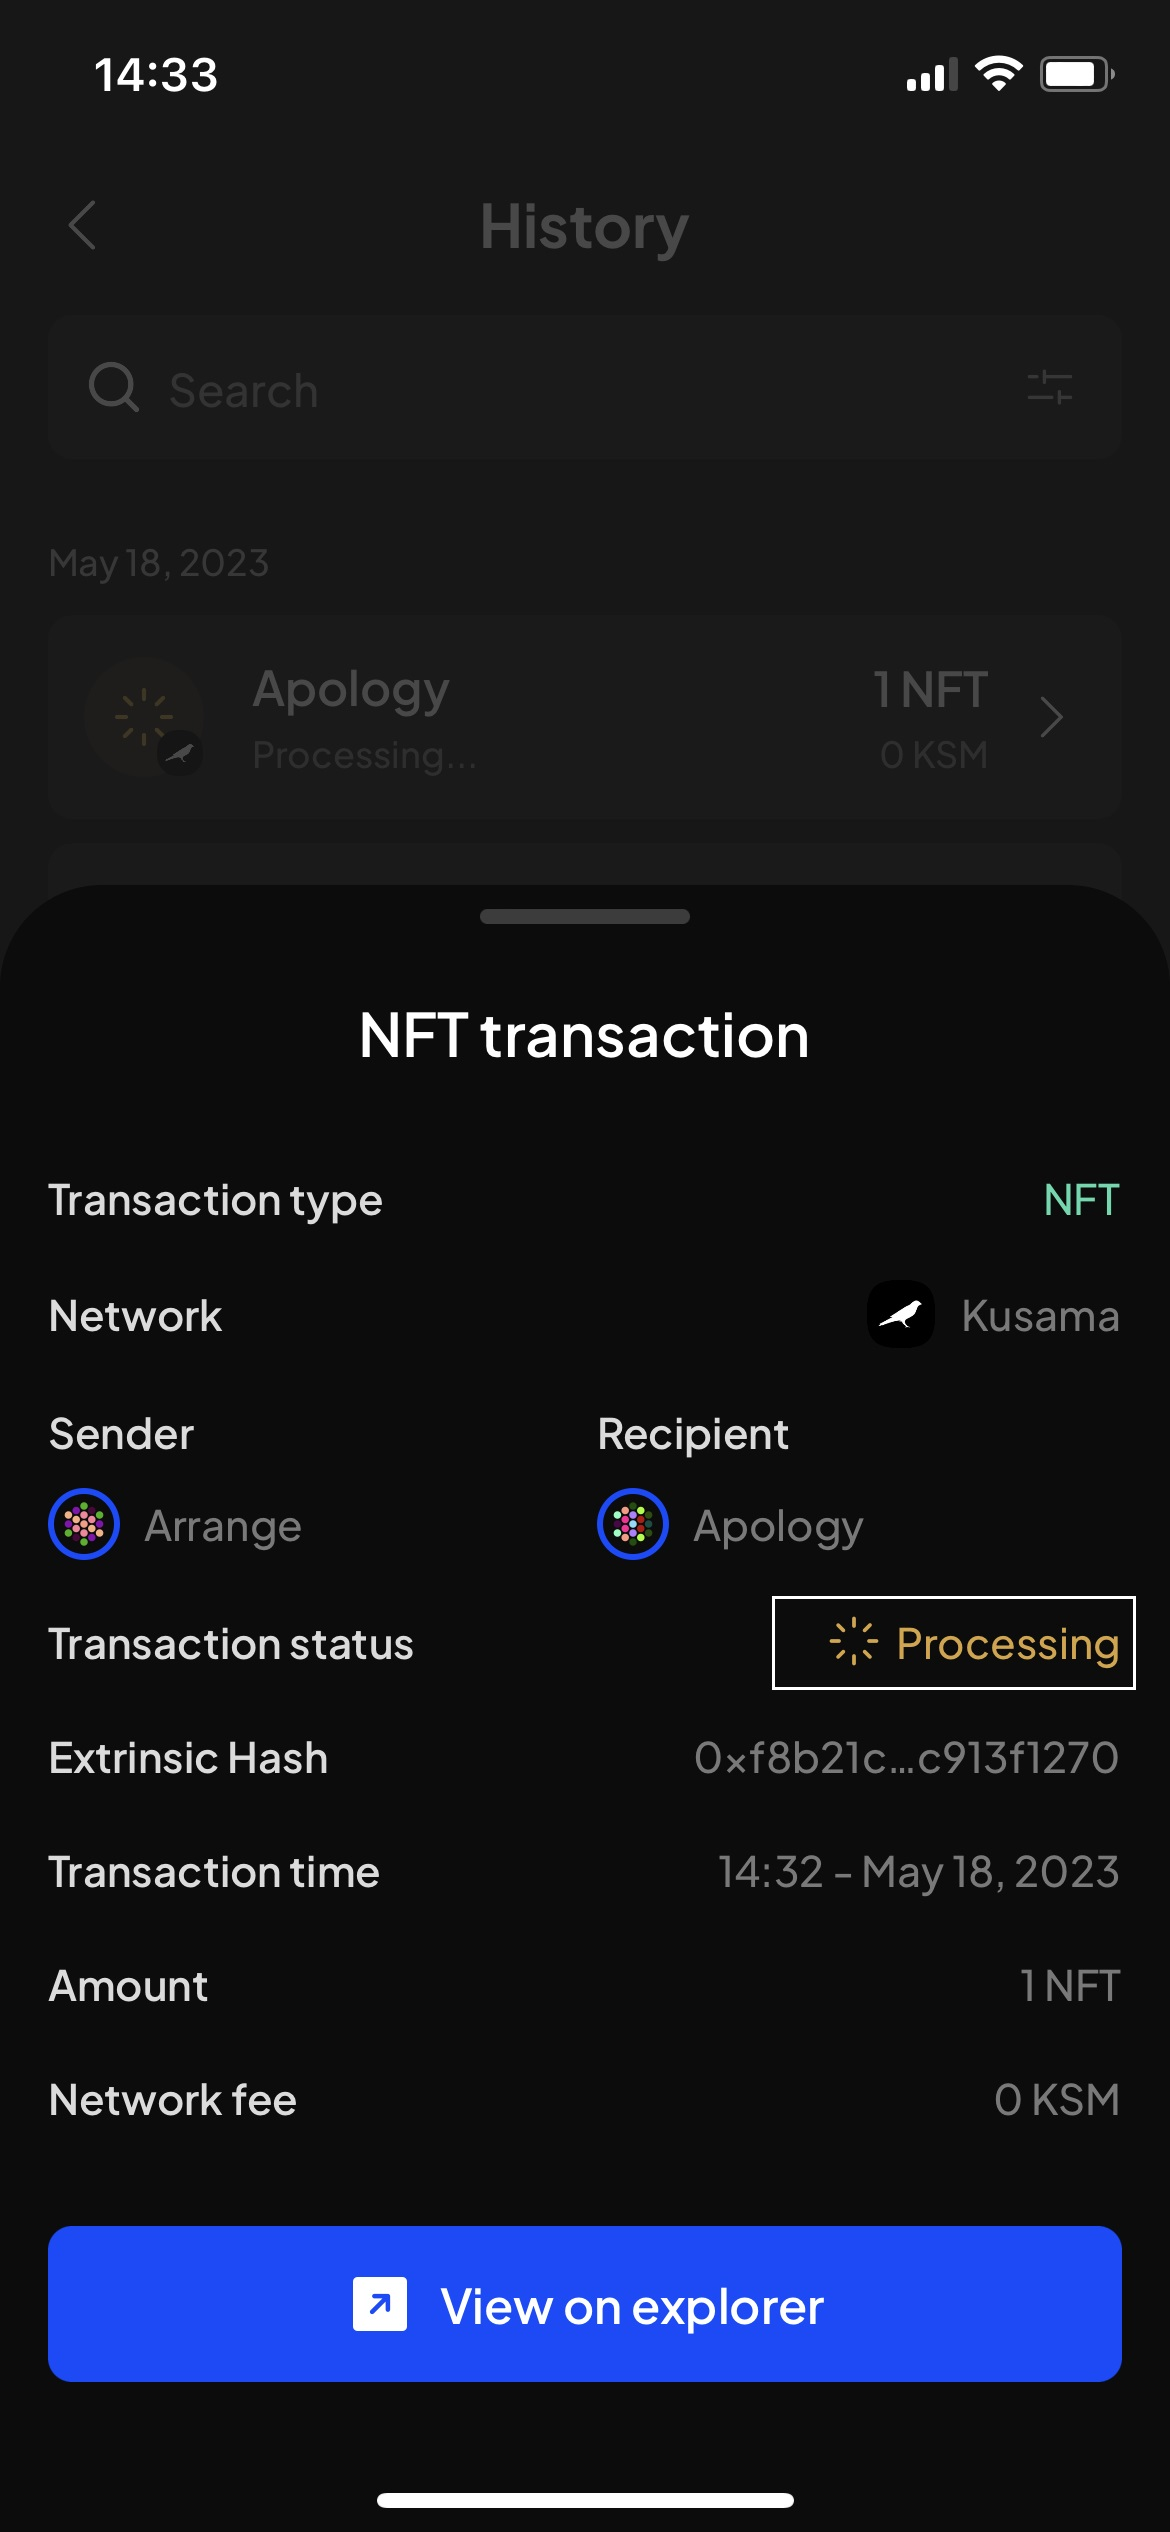 14:33
History
Search
May 18, 2023
Apology
1 NFT
Processing...
0 KSM
NFT transaction
Transaction type
NFT
Network
Kusama
Sender
Recipient
Arrange
Apology
Transaction status
Processing
Extrinsic Hash
0xf8b21c...c913f1270
Transaction time
14:32 - May 18, 2023
Amount
1 NFT
Network fee
0 KSM
View on explorer